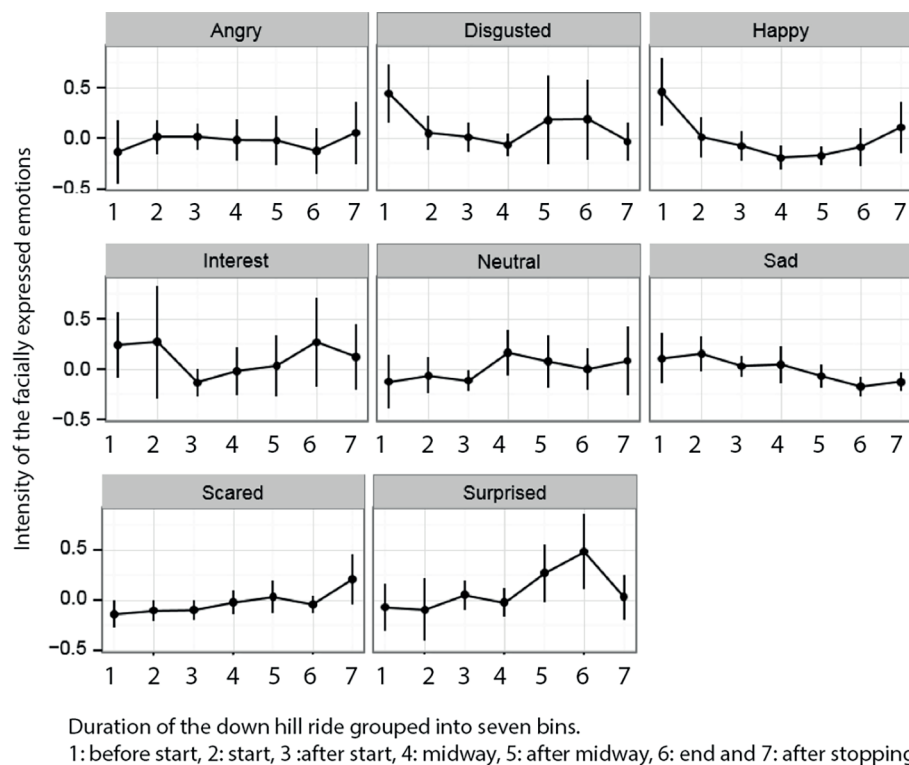 Angry Disgusted Happy
0.5
0.0
−0.5
1 2 3 4 5 6 7 1 2 3 4 5 6 7 1 2 3 4 5 6 7
Interest Neutral Sad
0.5
0.0
−0.5
1 2 3 4 5 6 7 1 2 3 4 5 6 7 1 2 3 4 5 6 7
Scared Surprised
0.5
0.0
−0.5
1 2 3 4 5 6 7 1 2 3 4 5 6 7
Intensity of the facially expressed emotions
Duration of the down hill ride grouped into seven bins.
1: before start, 2: start, 3 :after start, 4: midway, 5: after midway, 6: end and 7: after stopping